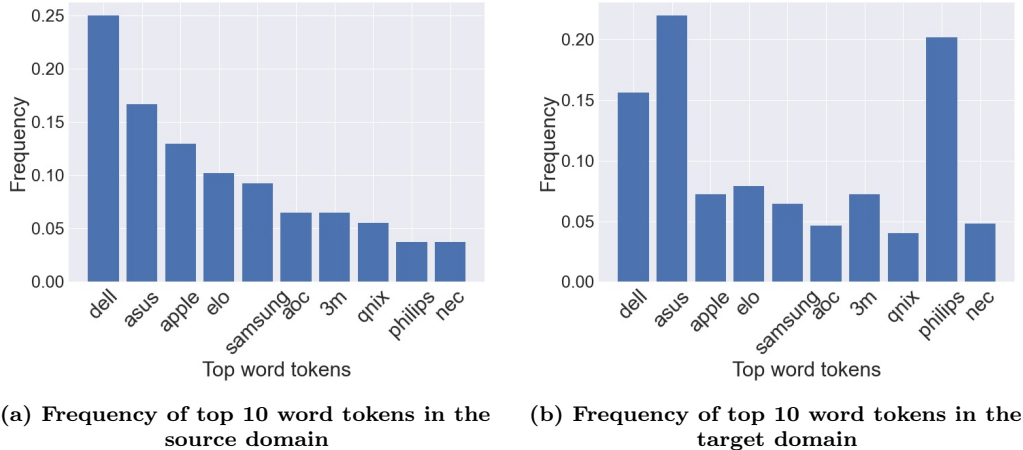 0.25
0.20
0.15
0.10
0.05
0.00
Frequency
dell
asus
apple
elo
samsung
aoc
3m
qnix
philips
nec
Top word tokens
(a) Frequency of top 10 word tokens in the
source domain
0.20
0.15
0.10
0.05
0.00
Frequency
dell
asus
apple
elo
samsung
aoc
3m
qnix
philips
nec
Top word tokens
(b) Frequency of top 10 word tokens in the
target domain